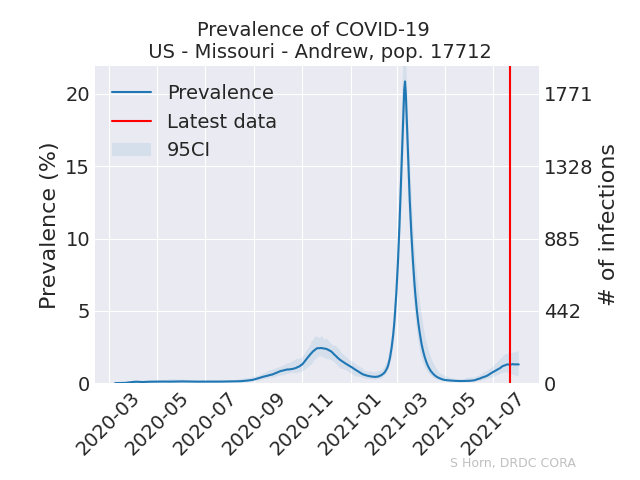 Prevalence of COVID-19
US - Missouri - Andrew, pop. 17712
Prevalence
Latest data
95CI
Prevalence (%)
20
15
10
5
0
1771
1328
885
442
0
# of infections
2020-03
2020-05
2020-07
2020-09
2020-11
2021-01
2021-03
2021-05
2021-07
S Horn, DRDC CORA